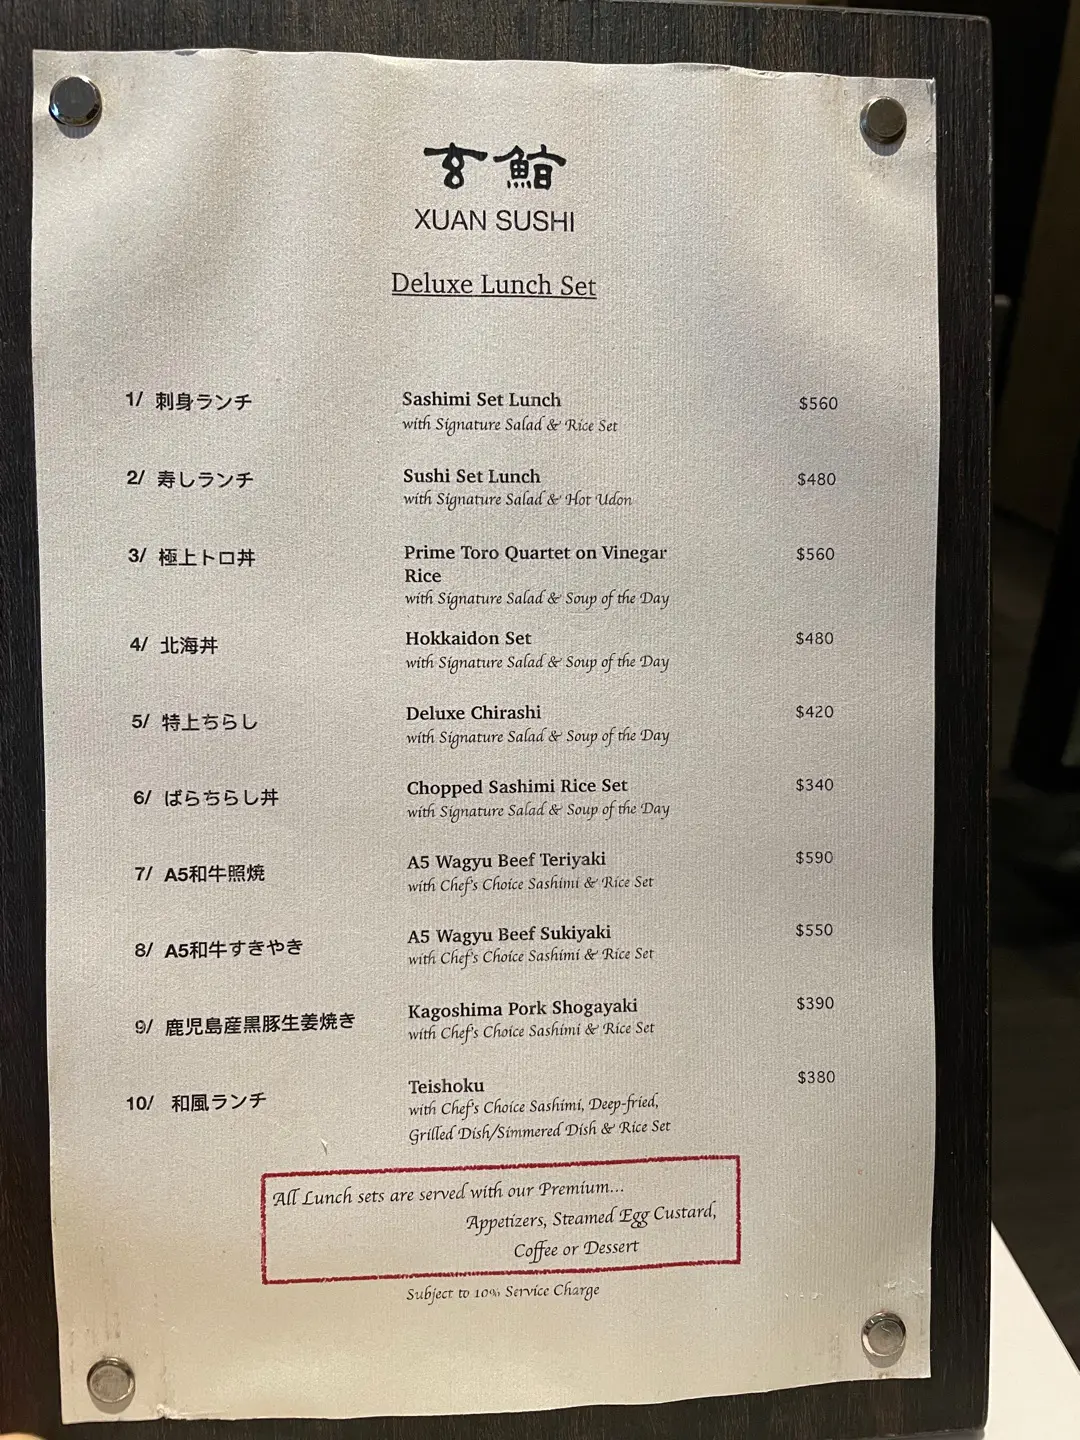 玄鮨
XUAN SUSHI
Deluxe Lunch Set
1/ 刺身ランチ Sashimi Set Lunch $560
with Signature Salad & Rice Set
2/ 寿しランチ Sushi Set Lunch $480
with Signature Salad & Hot Udon
3/ 極上トロ丼 Prime Toro Quartet on Vinegar $560
Rice
with Signature Salad & Soup of the Day
4/ 北海丼 Hokkaidon Set $480
with Signature Salad & Soup of the Day
5/ 特上ちらし Deluxe Chirashi $420
with Signature Salad & Soup of the Day
6/ ばらちらし丼 Chopped Sashimi Rice Set $340
with Signature Salad & Soup of the Day
7/ A5和牛照焼 A5 Wagyu Beef Teriyaki $590
with Chef's Choice Sashimi & Rice Set
8/ A5和牛すきやき A5 Wagyu Beef Sukiyaki $550
with Chef's Choice Sashimi & Rice Set
9/ 鹿児島産黒豚生姜焼き Kagoshima Pork Shogayaki $390
with Chef's Choice Sashimi & Rice Set
10/ 和風ランチ Teishoku $380
with Chef's Choice Sashimi, Deep-fried,
Grilled Dish/Simmered Dish & Rice Set
All Lunch sets are served with our Premium...
Appetizers, Steamed Egg Custard,
Coffee or Dessert
Subject to 10% Service Charge